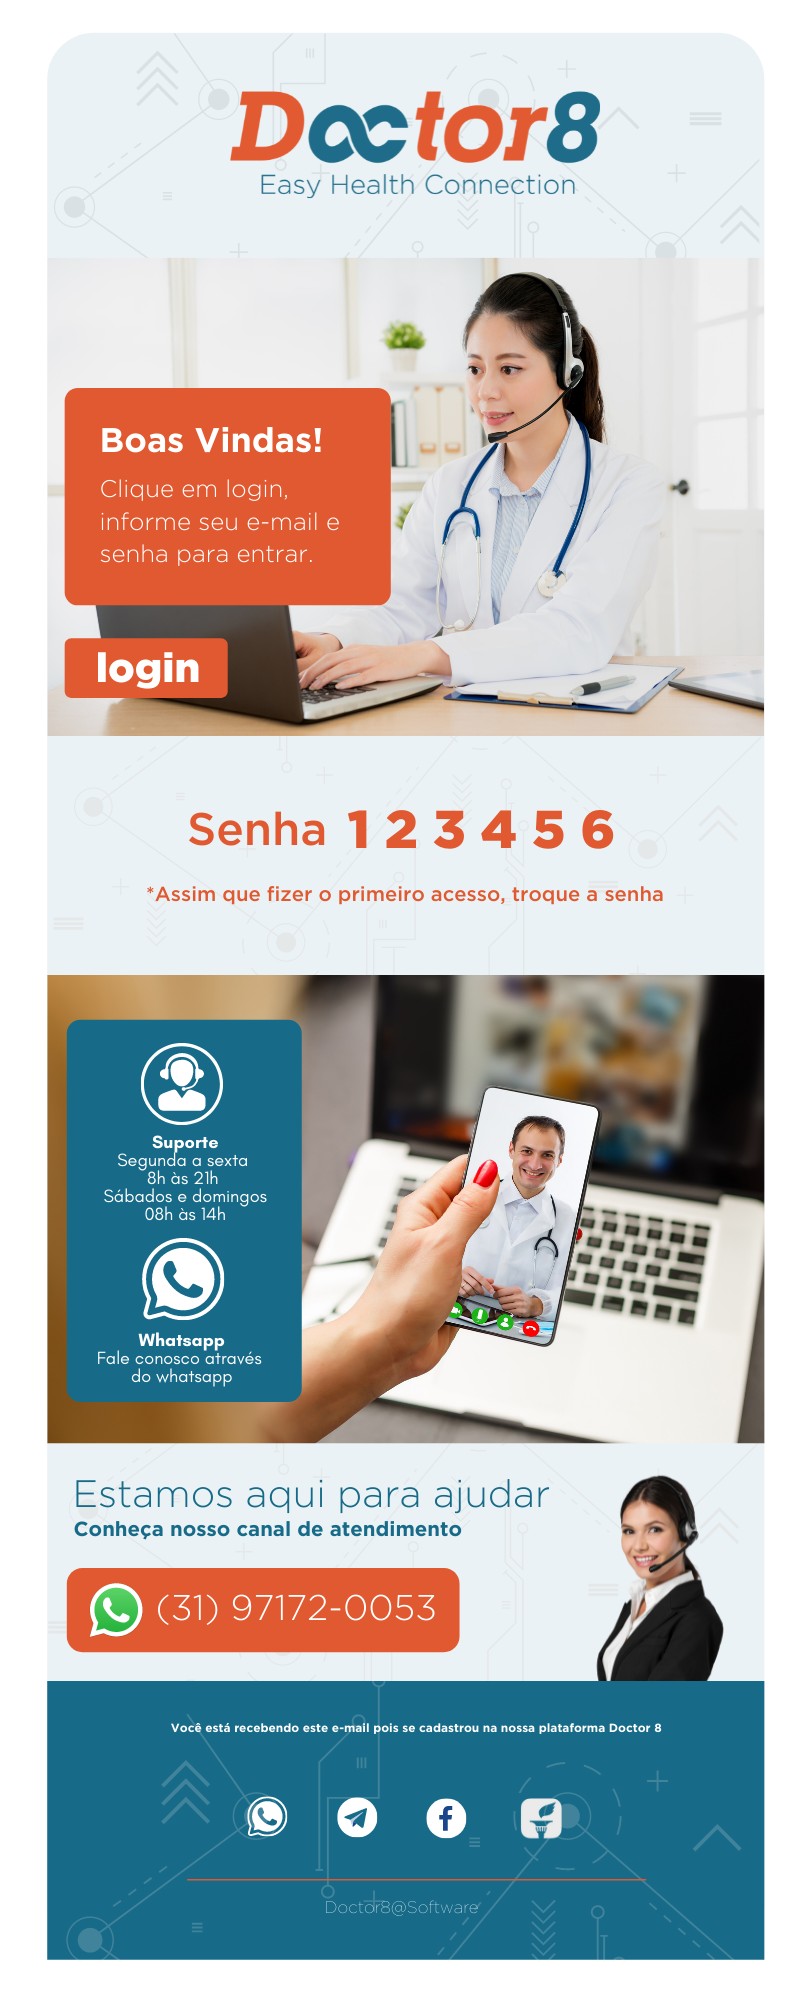 Doctor8
Easy Health Connection
Boas Vindas!
Clique em login,
informe seu e-mail e
senha para entrar.
login
Senha 1 2 3 4 5 6
*Assim que fizer o primeiro acesso, troque a senha
Suporte
Segunda a sexta
8h às 21h
Sábados e domingos
08h às 14h
Whatsapp
Fale conosco através
do whatsapp
Estamos aqui para ajudar
Conheça nosso canal de atendimento
(31) 97172-0053
Você está recebendo este e-mail pois se cadastrou na nossa plataforma Doctor 8
Doctor8@Software